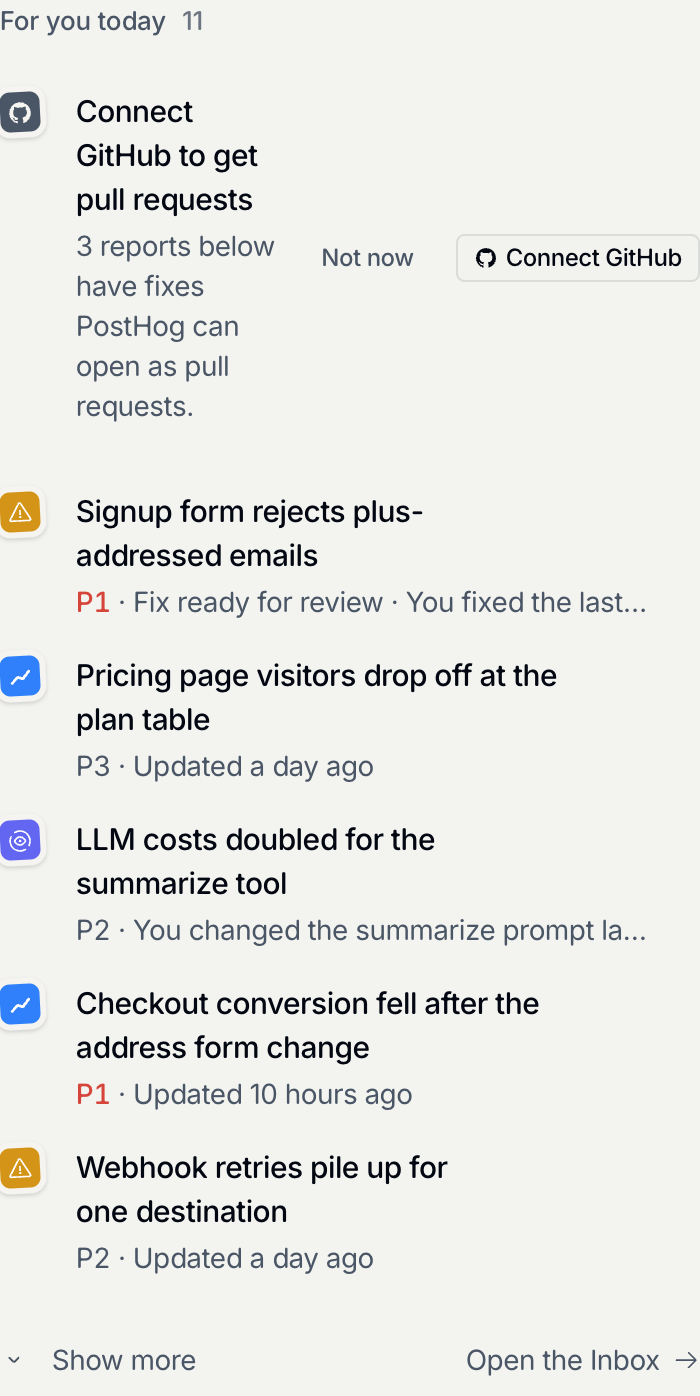 For you today 11
Connect
GitHub to get
pull requests
3 reports below
have fixes
PostHog can
open as pull
requests.
Not now
Connect GitHub
Signup form rejects plus-
addressed emails
P1 · Fix ready for review · You fixed the last...
Pricing page visitors drop off at the
plan table
P3 · Updated a day ago
LLM costs doubled for the
summarize tool
P2 · You changed the summarize prompt la...
Checkout conversion fell after the
address form change
P1 · Updated 10 hours ago
Webhook retries pile up for
one destination
P2 · Updated a day ago
Show more
Open the Inbox →